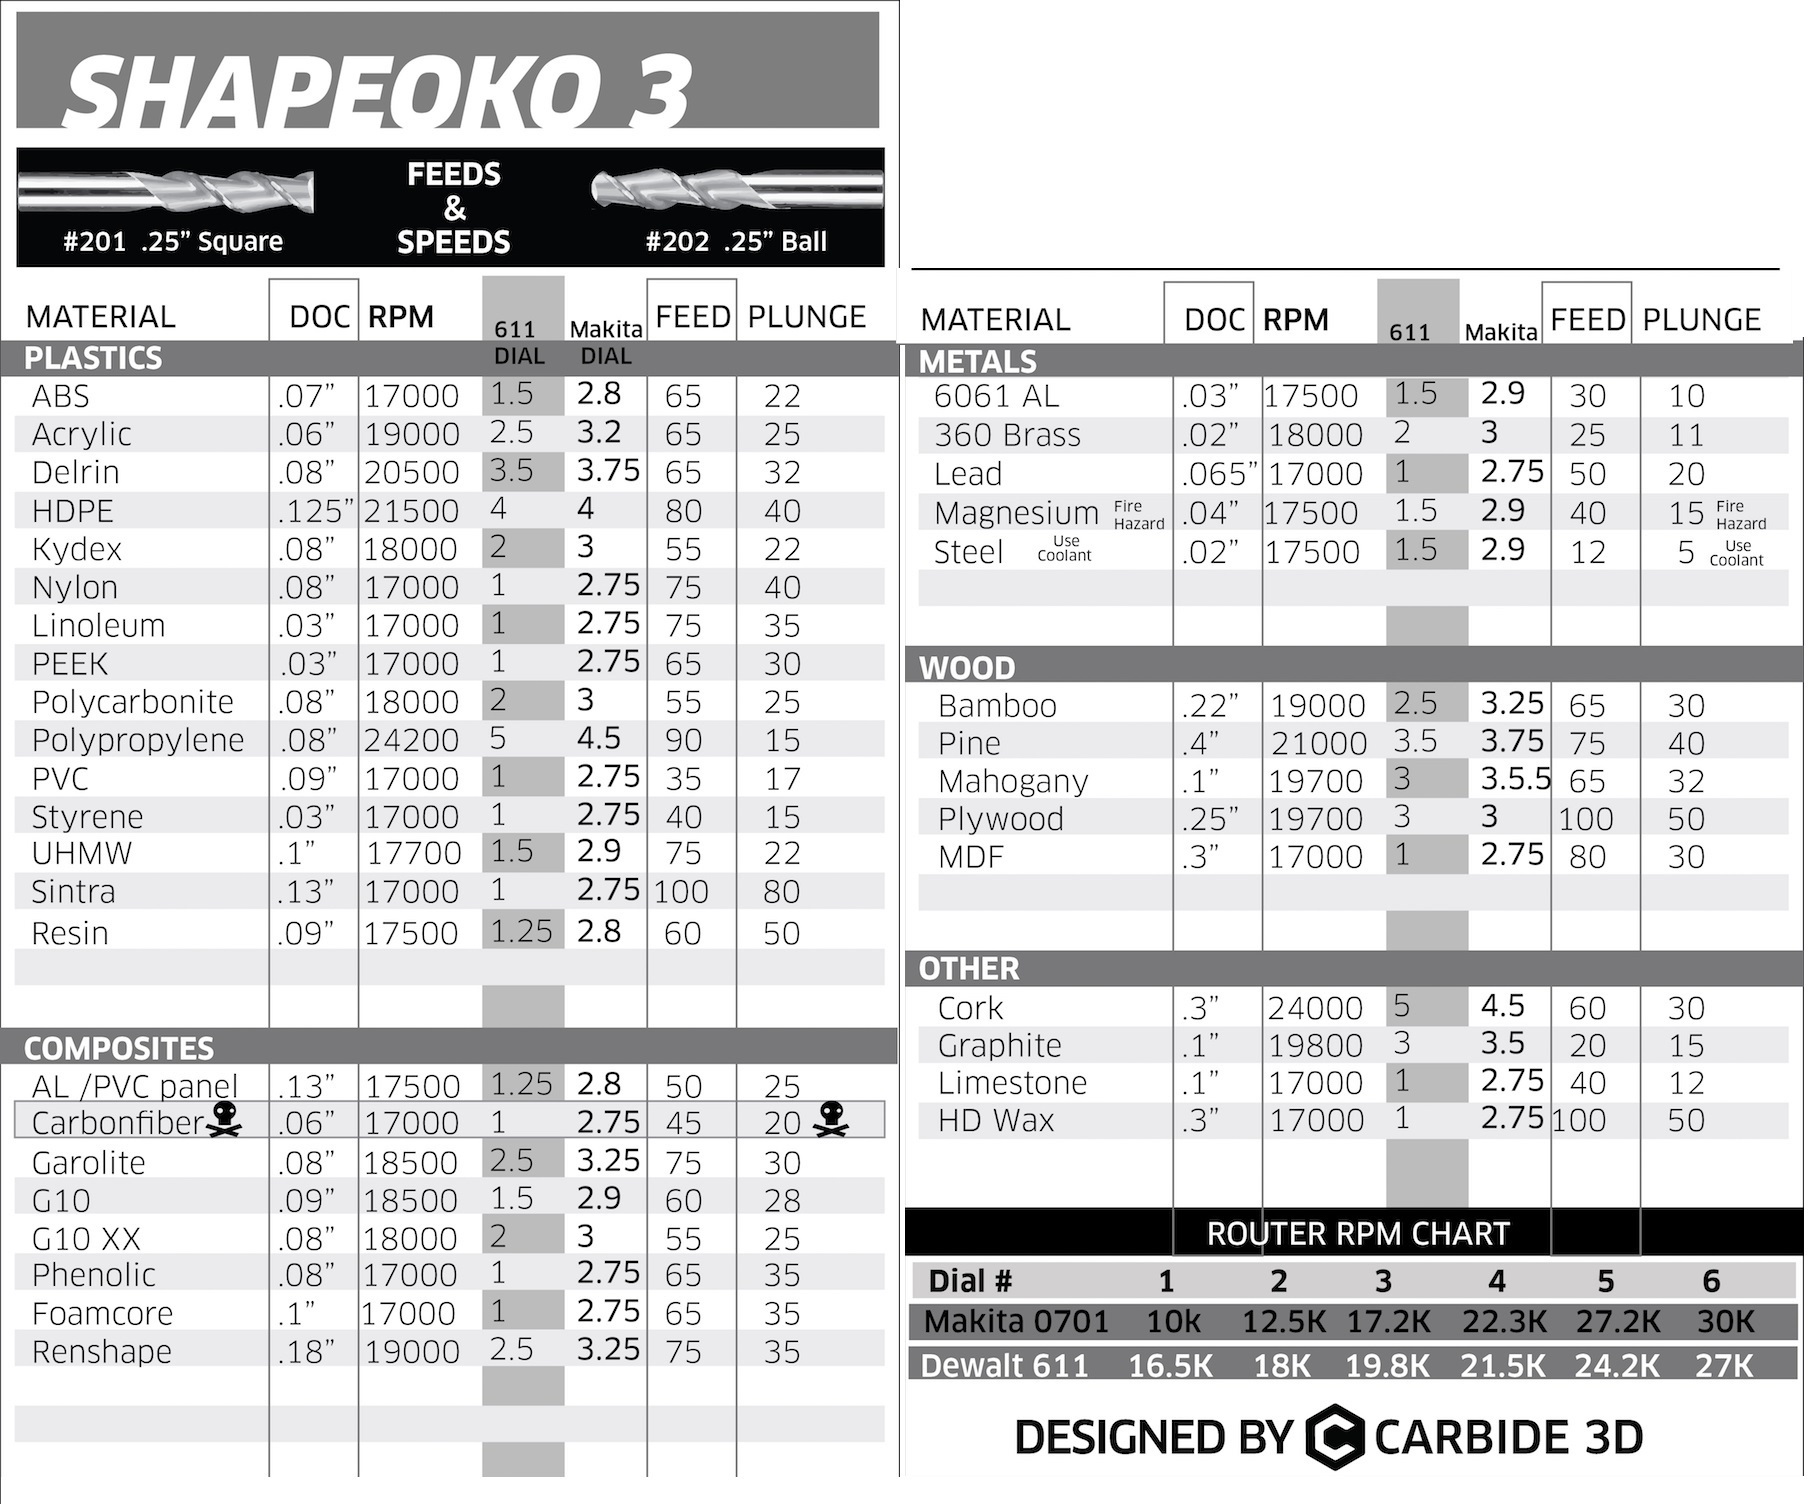 SHAPEOKO 3
FEEDS
&
SPEEDS
#201 .25” Square
#202 .25” Ball
MATERIAL DOC RPM 611 Makita FEED PLUNGE
PLASTICS DIAL DIAL
ABS .07” 17000 1.5 2.8 65 22
Acrylic .06” 19000 2.5 3.2 65 25
Delrin .08” 20500 3.5 3.75 65 32
HDPE .125” 21500 4 4 80 40
Kydex .08” 18000 2 3 55 22
Nylon .08” 17000 1 2.75 75 40
Linoleum .03” 17000 1 2.75 75 35
PEEK .03” 17000 1 2.75 65 30
Polycarbonite .08” 18000 2 3 55 25
Polypropylene .08” 24200 5 4.5 90 15
PVC .09” 17000 1 2.75 35 17
Styrene .03” 17000 1 2.75 40 15
UHMW .1” 17700 1.5 2.9 75 22
Sintra .13” 17000 1 2.75 100 80
Resin .09” 17500 1.25 2.8 60 50
COMPOSITES
AL /PVC panel .13” 17500 1.25 2.8 50 25
Carbonfiber .06” 17000 1 2.75 45 20
Garolite .08” 18500 2.5 3.25 75 30
G10 .09” 18500 1.5 2.9 60 28
G10 XX .08” 18000 2 3 55 25
Phenolic .08” 17000 1 2.75 65 35
Foamcore .1” 17000 1 2.75 65 35
Renshape .18” 19000 2.5 3.25 75 35
MATERIAL DOC RPM 611 Makita FEED PLUNGE
METALS
6061 AL .03” 17500 1.5 2.9 30 10
360 Brass .02” 18000 2 3 25 11
Lead .065” 17000 1 2.75 50 20
Magnesium Fire Hazard .04” 17500 1.5 2.9 40 15 Fire Hazard
Steel Use Coolant .02” 17500 1.5 2.9 12 5 Use Coolant
WOOD
Bamboo .22” 19000 2.5 3.25 65 30
Pine .4” 21000 3.5 3.75 75 40
Mahogany .1” 19700 3 3.5.5 65 32
Plywood .25” 19700 3 3 100 50
MDF .3” 17000 1 2.75 80 30
OTHER
Cork .3” 24000 5 4.5 60 30
Graphite .1” 19800 3 3.5 20 15
Limestone .1” 17000 1 2.75 40 12
HD Wax .3” 17000 1 2.75 100 50
ROUTER RPM CHART
Dial # 1 2 3 4 5 6
Makita 0701 10k 12.5K 17.2K 22.3K 27.2K 30K
Dewalt 611 16.5K 18K 19.8K 21.5K 24.2K 27K
DESIGNED BY CARBIDE 3D